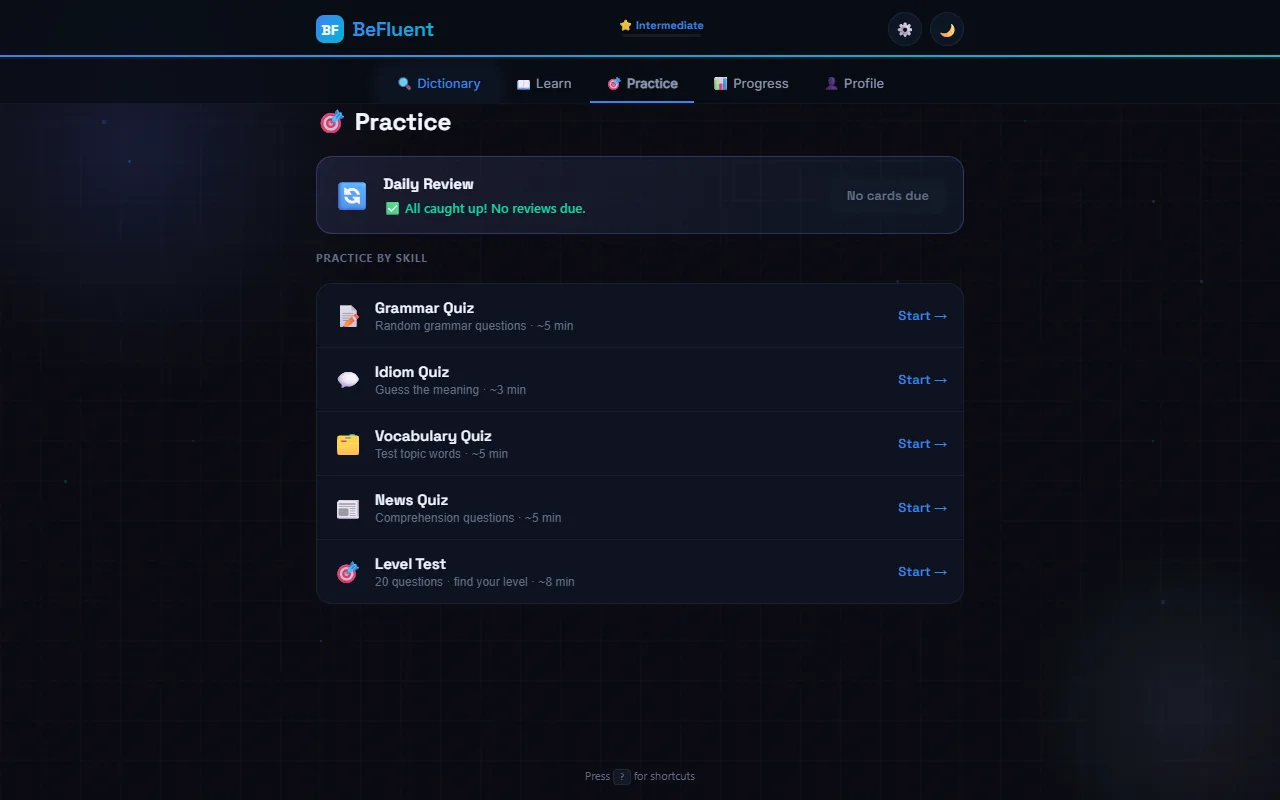 BF BeFluent
Intermediate
Dictionary Learn Practice Progress Profile
Practice
Daily Review
All caught up! No reviews due.
No cards due
PRACTICE BY SKILL
Grammar Quiz
Random grammar questions · ~5 min
Start →
Idiom Quiz
Guess the meaning · ~3 min
Start →
Vocabulary Quiz
Test topic words · ~5 min
Start →
News Quiz
Comprehension questions · ~5 min
Start →
Level Test
20 questions · find your level · ~8 min
Start →
Press ? for shortcuts